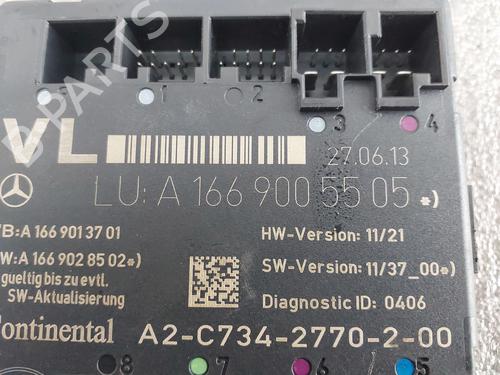 1
2
3
4
VL
27.06.13
LU: A 166 900 55 05 *)
B: A 166 901 37 01
W: A 166 902 85 02 *)
gueltig bis zu evtl.
SW-Aktualisierung
HW-Version: 11/21
SW-Version: 11/37_00*)
Diagnostic ID: 0406
Continental
A2-C734-2770-2-00
8
7
6
5
B-PARTS